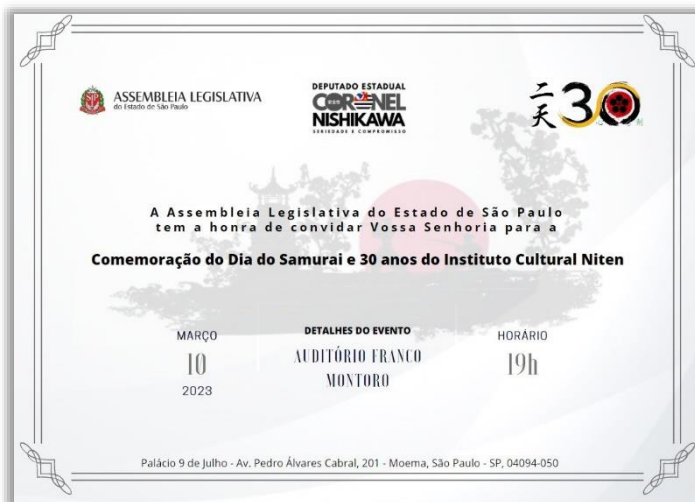 ASSEMBLEIA LEGISLATIVA
do Estado de São Paulo
DEPUTADO ESTADUAL
CORONEL
NISHIKAWA
SERIEDADE E COMPROMISSO
二天
30
A Assembleia Legislativa do Estado de São Paulo
tem a honra de convidar Vossa Senhoria para a
Comemoração do Dia do Samurai e 30 anos do Instituto Cultural Niten
MARÇO
10
2023
DETALHES DO EVENTO
AUDITÓRIO FRANCO
MONTORO
HORÁRIO
19h
Palácio 9 de Julho - Av. Pedro Álvares Cabral, 201 - Moema, São Paulo - SP, 04094-050